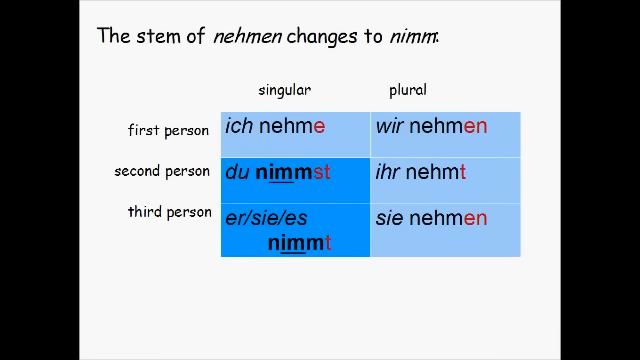 The stem of nehmen changes to nimm:
singular plural
first person ich nehme wir nehmen
second person du nimmst ihr nehmt
third person er/sie/es sie nehmen
nimmt